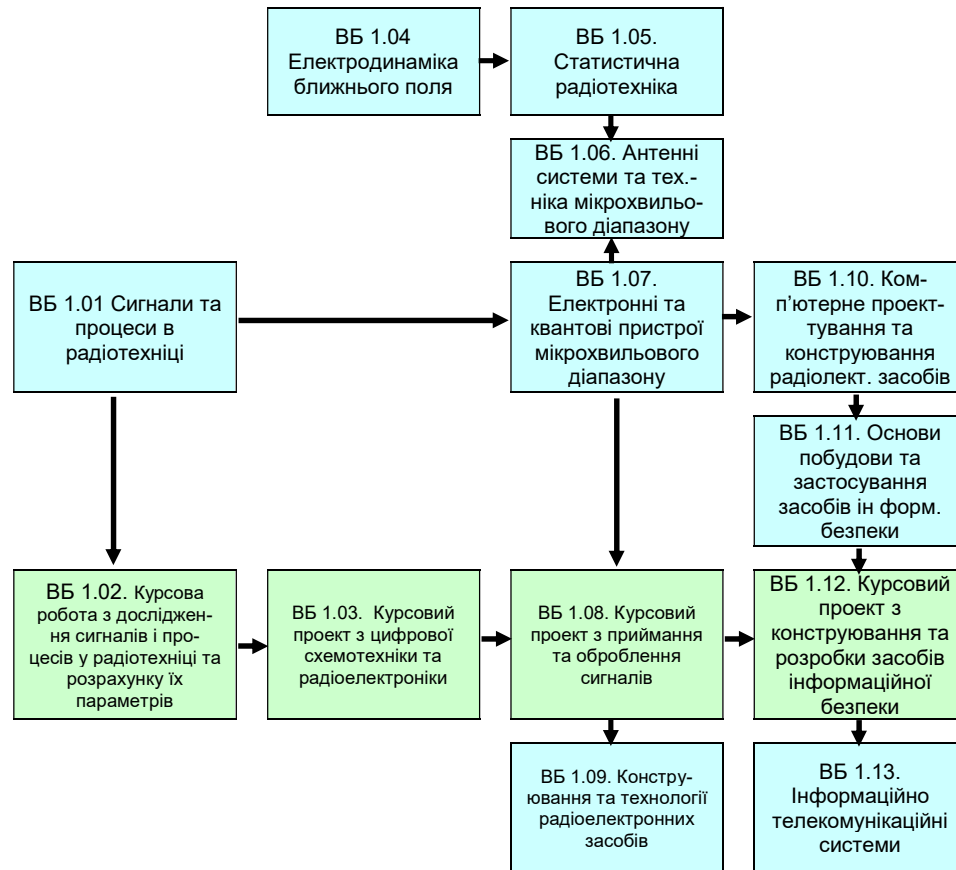 ВБ 1.04
Електродинаміка
ближнього поля
ВБ 1.05.
Статистична
радіотехніка
ВБ 1.06. Антенні
системи та тех.-
ніка мікрохвильо-
вого діапазону
ВБ 1.01 Сигнали та
процеси в
радіотехніці
ВБ 1.07.
Електронні та
квантові пристрої
мікрохвильового
діапазону
ВБ 1.10. Ком-
п’ютерне проект-
тування та
конструювання
радіолект. засобів
ВБ 1.11. Основи
побудови та
застосування
засобів ін форм.
безпеки
ВБ 1.02. Курсова
робота з досліджен-
ня сигналів і про-
цесів у радіотехніці та
розрахунку їх
параметрів
ВБ 1.03. Курсовий
проект з цифрової
схемотехніки та
радіоелектроніки
ВБ 1.08. Курсовий
проект з приймання
та оброблення
сигналів
ВБ 1.12. Курсовий
проект з
конструювання та
розробки засобів
інформаційної
безпеки
ВБ 1.09. Констру-
ювання та технології
радіоелектронних
засобів
ВБ 1.13.
Інформаційно
телекомунікаційні
системи